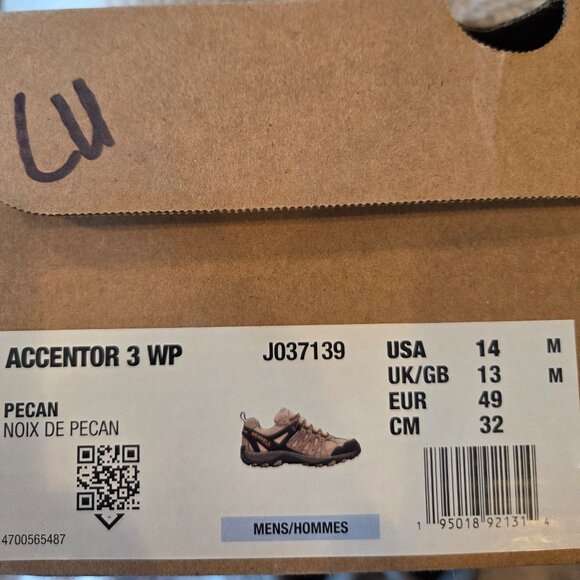 LU
ACCENTOR 3 WP J037139
PECAN
NOIX DE PECAN
4700565487
MENS/HOMMES
USA 14 M
UK/GB 13 M
EUR 49
CM 32
1 95018 92131 4